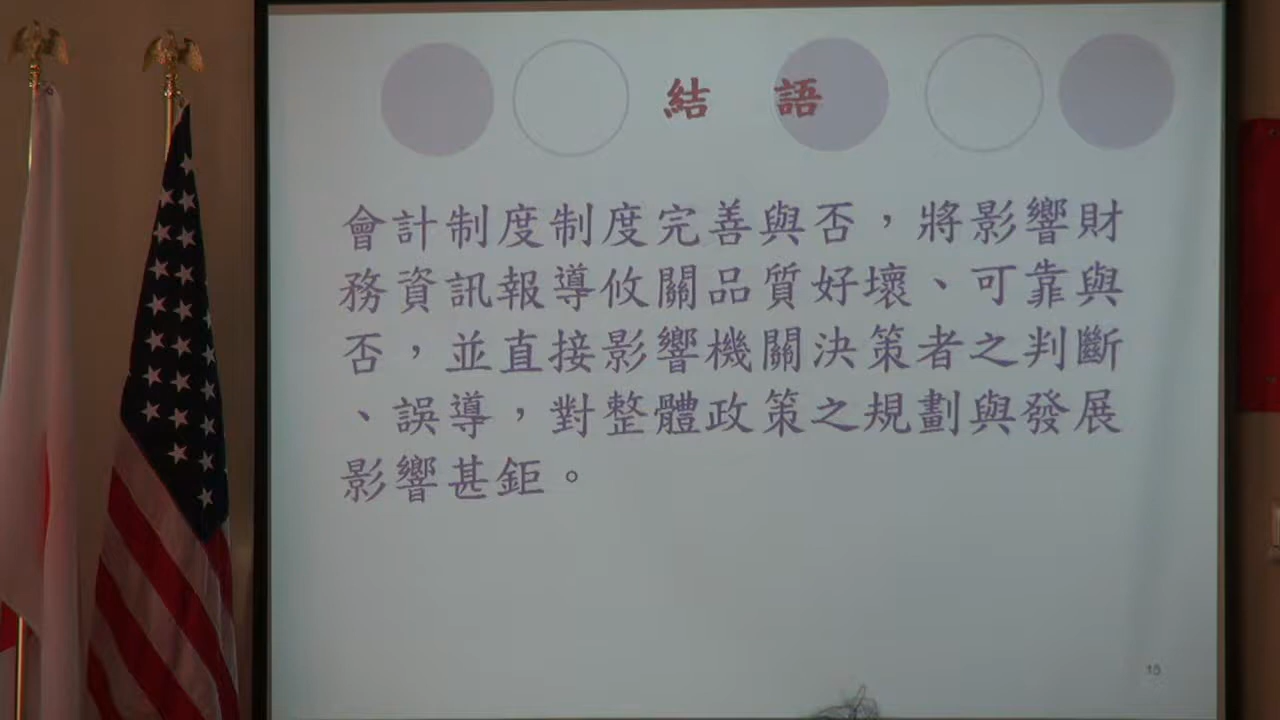 結 語
會計制度制度完善與否，將影響財
務資訊報導攸關品質好壞、可靠與
否，並直接影響機關決策者之判斷
、誤導，對整體政策之規劃與發展
影響甚鉅。